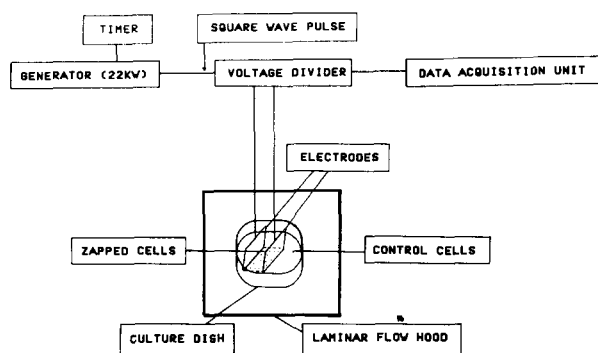 TIMER
SQUARE WAVE PULSE
GENERATOR (22KW)
VOLTAGE DIVIDER
DATA ACQUISITION UNIT
ELECTRODES
ZAPPED CELLS
CONTROL CELLS
CULTURE DISH
LAMINAR FLOW HOOD